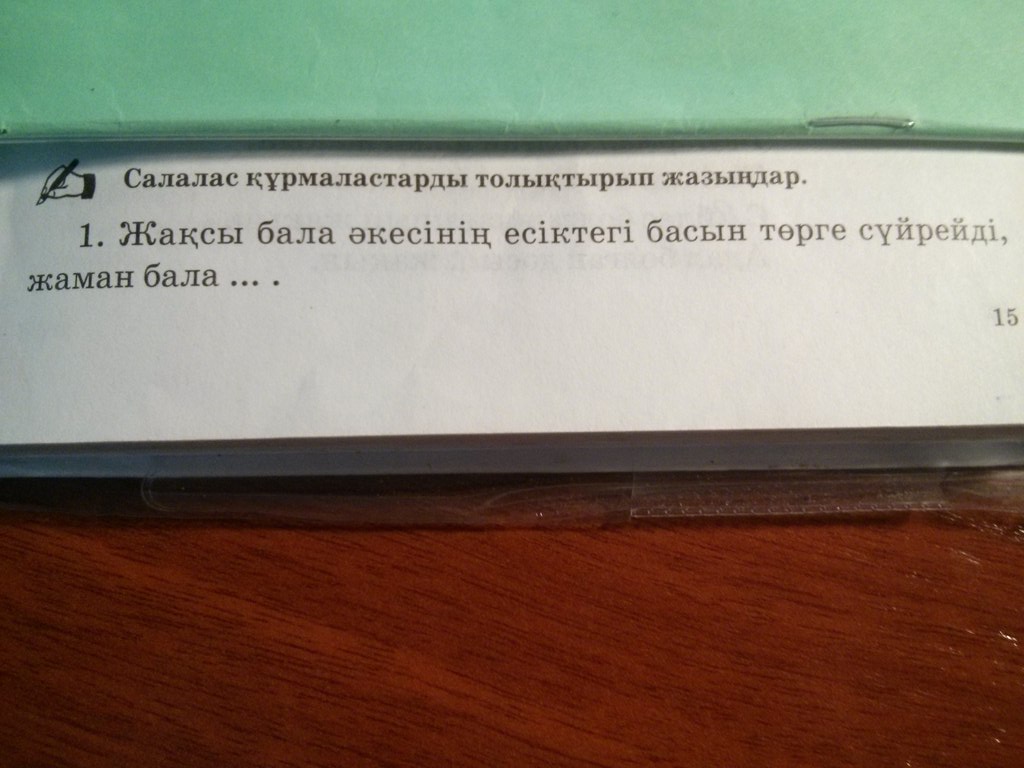 Салалас құрмаластарды толықтырып жазыңдар.
1. Жақсы бала әкесінің есіктегі басын төрге сүйрейді,
жаман бала ... .
15